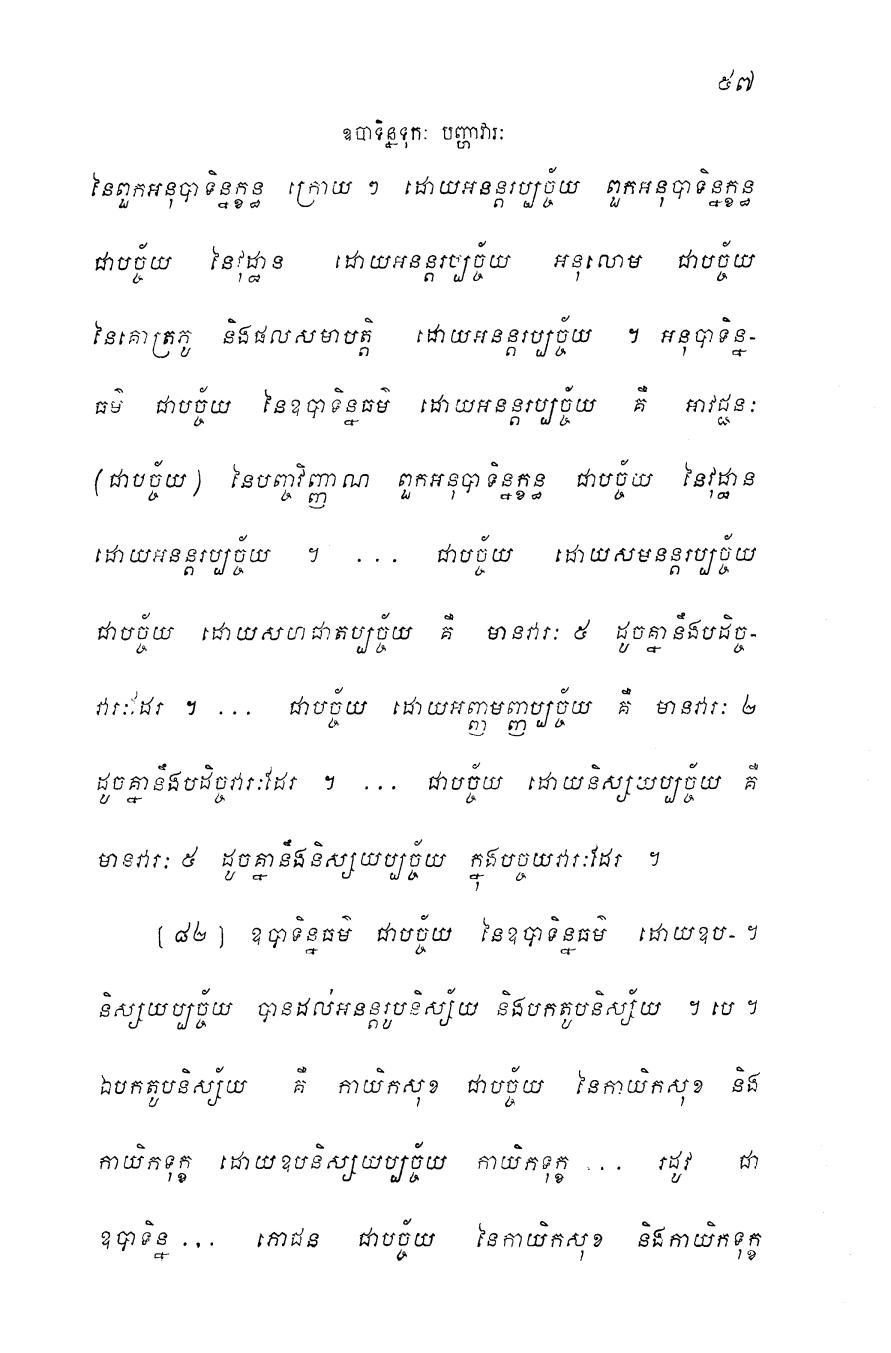 ៥៧
ឧបាទិន្នទុកៈ បញ្ហាវារៈ
នៃពួកអនុបាទិន្នក្ខន្ធ ក្រោយ ៗ ដោយអនន្តរប្បច្ច័យ ពួកអនុបាទិន្នក្ខន្ធ
ជាបច្ច័យ នៃវុដ្ឋាន ដោយអនន្តរប្បច្ច័យ អនុលោម ជាបច្ច័យ
នៃគោត្រភូ និងផលសមាបត្តិ ដោយអនន្តរប្បច្ច័យ ។ អនុបាទិន្ន-
ធម៌ ជាបច្ច័យ នៃឧបាទិន្នធម៌ ដោយអនន្តរប្បច្ច័យ គឺ អាវជ្ជនៈ
(ជាបច្ច័យ) នៃបញ្ចវិញ្ញាណ ពួកអនុបាទិន្នក្ខន្ធ ជាបច្ច័យ នៃវុដ្ឋាន
ដោយអនន្តរប្បច្ច័យ ។ ... ជាបច្ច័យ ដោយសមនន្តរប្បច្ច័យ
ជាបច្ច័យ ដោយសហជាតប្បច្ច័យ គឺ មានវារៈ ៥ ដូចគ្នានឹងបដិច្ច-
វារៈដែរ ។ ... ជាបច្ច័យ ដោយអញ្ញមញ្ញប្បច្ច័យ គឺ មានវារៈ ២
ដូចគ្នានឹងបដិច្ចវារៈដែរ ។ ... ជាបច្ច័យ ដោយនិស្សយប្បច្ច័យ គឺ
មានវារៈ ៥ ដូចគ្នានឹងនិស្សយប្បច្ច័យ ក្នុងបច្ចយវារៈដែរ ។
(៨២) ឧបាទិន្នធម៌ ជាបច្ច័យ នៃឧបាទិន្នធម៌ ដោយឧប- ។
និស្សយប្បច្ច័យ បានដល់អនន្តរូបនិស្ស័យ និងបកតូបនិស្ស័យ ។ បេ ។
ឯបកតូបនិស្ស័យ គឺ កាយិកសុខ ជាបច្ច័យ នៃកាយិកសុខ និង
កាយិកទុក្ខ ដោយឧបនិស្សយប្បច្ច័យ កាយិកទុក្ខ ... រដូវ ជា
ឧបាទិន្ន ... ភោជន ជាបច្ច័យ នៃកាយិកសុខ និងកាយិកទុក្ខ